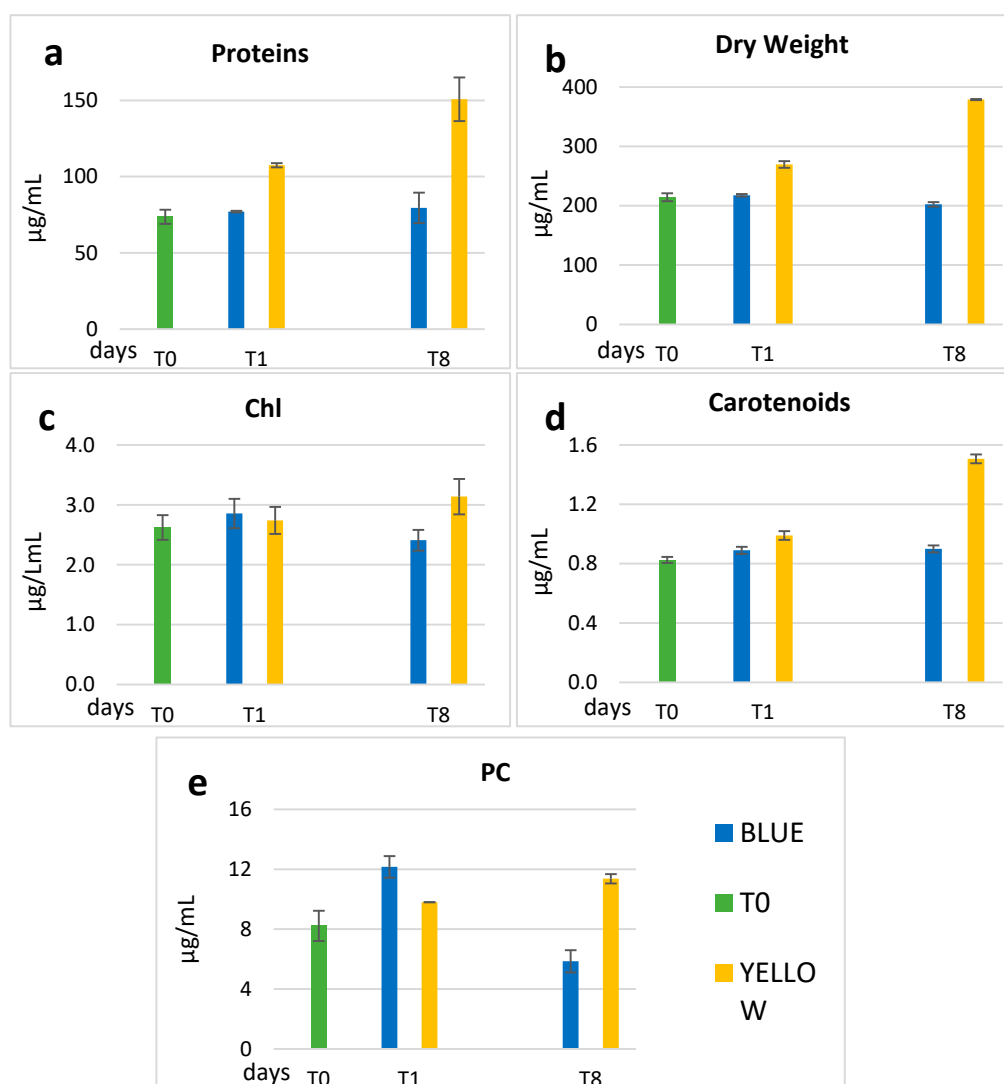 a
Proteins
150
100
50
0
µg/mL
days T0 T1 T8
b
Dry Weight
400
300
200
100
0
µg/mL
days T0 T1 T8
c
Chl
4.0
3.0
2.0
1.0
0.0
µg/LmL
days T0 T1 T8
d
Carotenoids
1.6
1.2
0.8
0.4
0.0
µg/mL
days T0 T1 T8
e
PC
16
12
8
4
0
µg/mL
days T0 T1 T8
BLUE
T0
YELLO
W